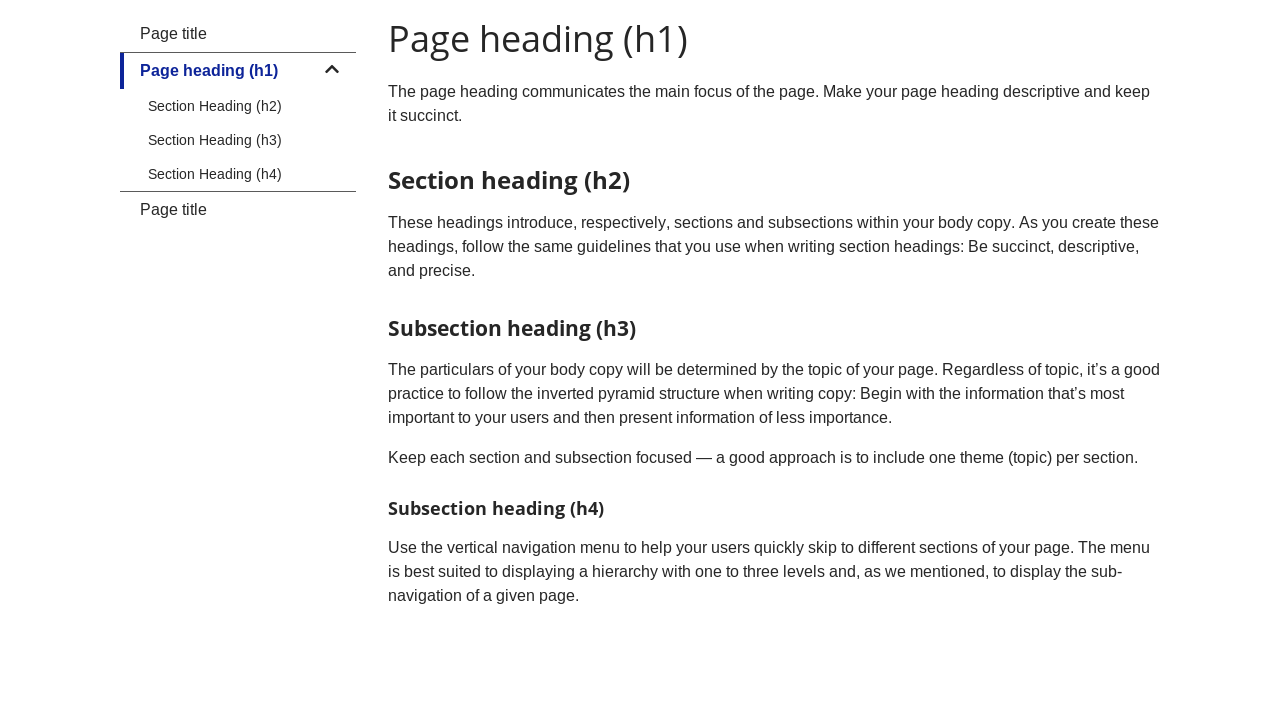 Page title
Page heading (h1)
Section Heading (h2)
Section Heading (h3)
Section Heading (h4)
Page title
Page heading (h1)
The page heading communicates the main focus of the page. Make your page heading descriptive and keep
it succinct.
Section heading (h2)
These headings introduce, respectively, sections and subsections within your body copy. As you create these
headings, follow the same guidelines that you use when writing section headings: Be succinct, descriptive,
and precise.
Subsection heading (h3)
The particulars of your body copy will be determined by the topic of your page. Regardless of topic, it’s a good
practice to follow the inverted pyramid structure when writing copy: Begin with the information that’s most
important to your users and then present information of less importance.
Keep each section and subsection focused — a good approach is to include one theme (topic) per section.
Subsection heading (h4)
Use the vertical navigation menu to help your users quickly skip to different sections of your page. The menu
is best suited to displaying a hierarchy with one to three levels and, as we mentioned, to display the sub-
navigation of a given page.